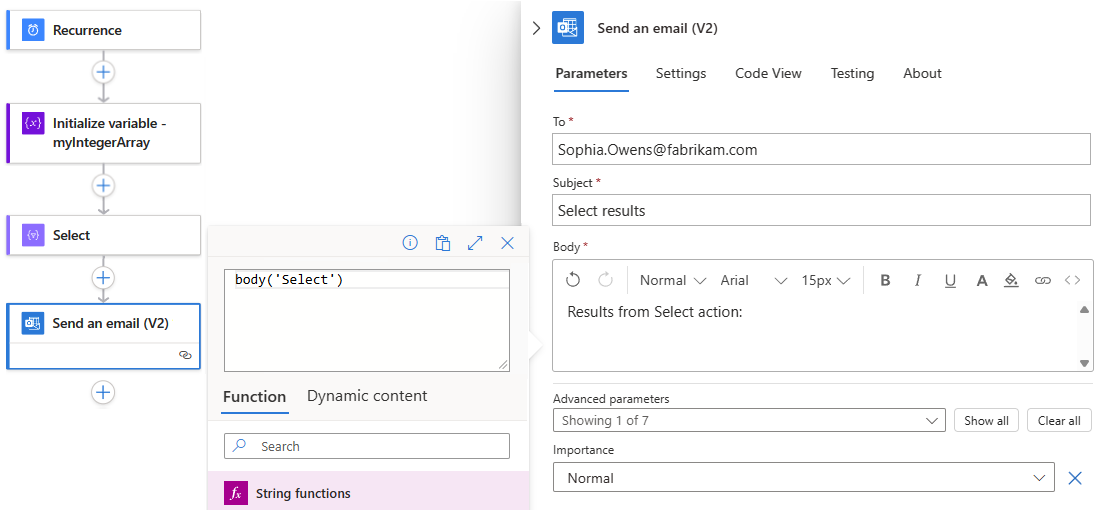 Recurrence
{x}
Initialize variable -
myIntegerArray
Select
Send an email (V2)
body('Select')
Function
Dynamic content
Search
fx
String functions
Send an email (V2)
Parameters
Settings
Code View
Testing
About
To *
Sophia.Owens@fabrikam.com
Subject *
Select results
Body *
Normal
Arial
15px
B
I
U
A
Results from Select action:
Advanced parameters
Showing 1 of 7
Show all
Clear all
Importance
Normal